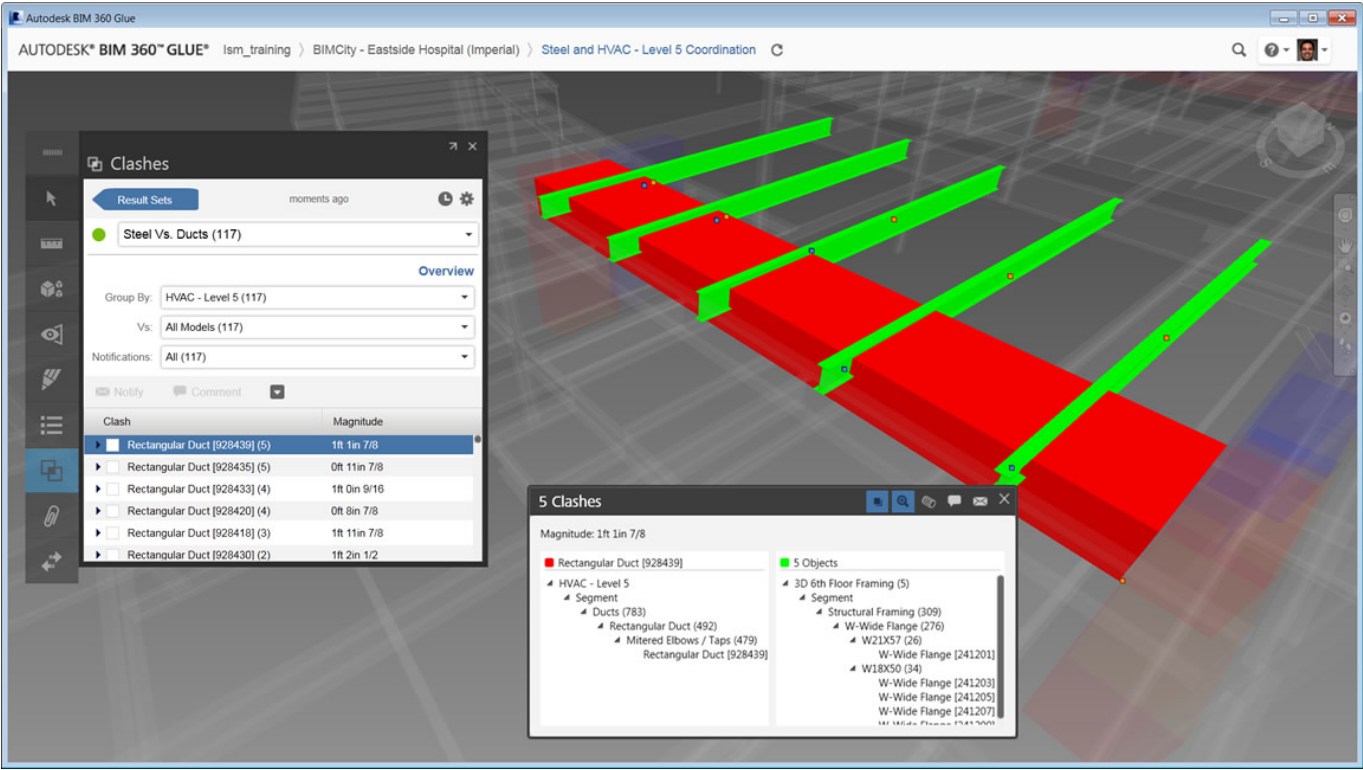 Autodesk BIM 360 Glue
AUTODESK® BIM 360™ GLUE® lsm_training 〉 BIMCity - Eastside Hospital (Imperial) 〉 Steel and HVAC - Level 5 Coordination
Clashes
Result Sets moments ago
Steel Vs. Ducts (117)
Overview
Group By: HVAC - Level 5 (117)
Vs: All Models (117)
Notifications: All (117)
Notify Comment
Clash Magnitude
Rectangular Duct [928439] (5) 1ft 1in 7/8
Rectangular Duct [928435] (5) 0ft 11in 7/8
Rectangular Duct [928433] (4) 1ft 0in 9/16
Rectangular Duct [928420] (4) 0ft 8in 7/8
Rectangular Duct [928418] (3) 1ft 11in 7/8
Rectangular Duct [928430] (2) 1ft 2in 1/2
5 Clashes
Magnitude: 1ft 1in 7/8
Rectangular Duct [928439]
HVAC - Level 5
Segment
Ducts (783)
Rectangular Duct (492)
Mitered Elbows / Taps (479)
Rectangular Duct [928439]
5 Objects
3D 6th Floor Framing (5)
Segment
Structural Framing (309)
W-Wide Flange (276)
W21X57 (26)
W-Wide Flange [241201]
W18X50 (34)
W-Wide Flange [241203]
W-Wide Flange [241205]
W-Wide Flange [241207]
W-Wide Flange